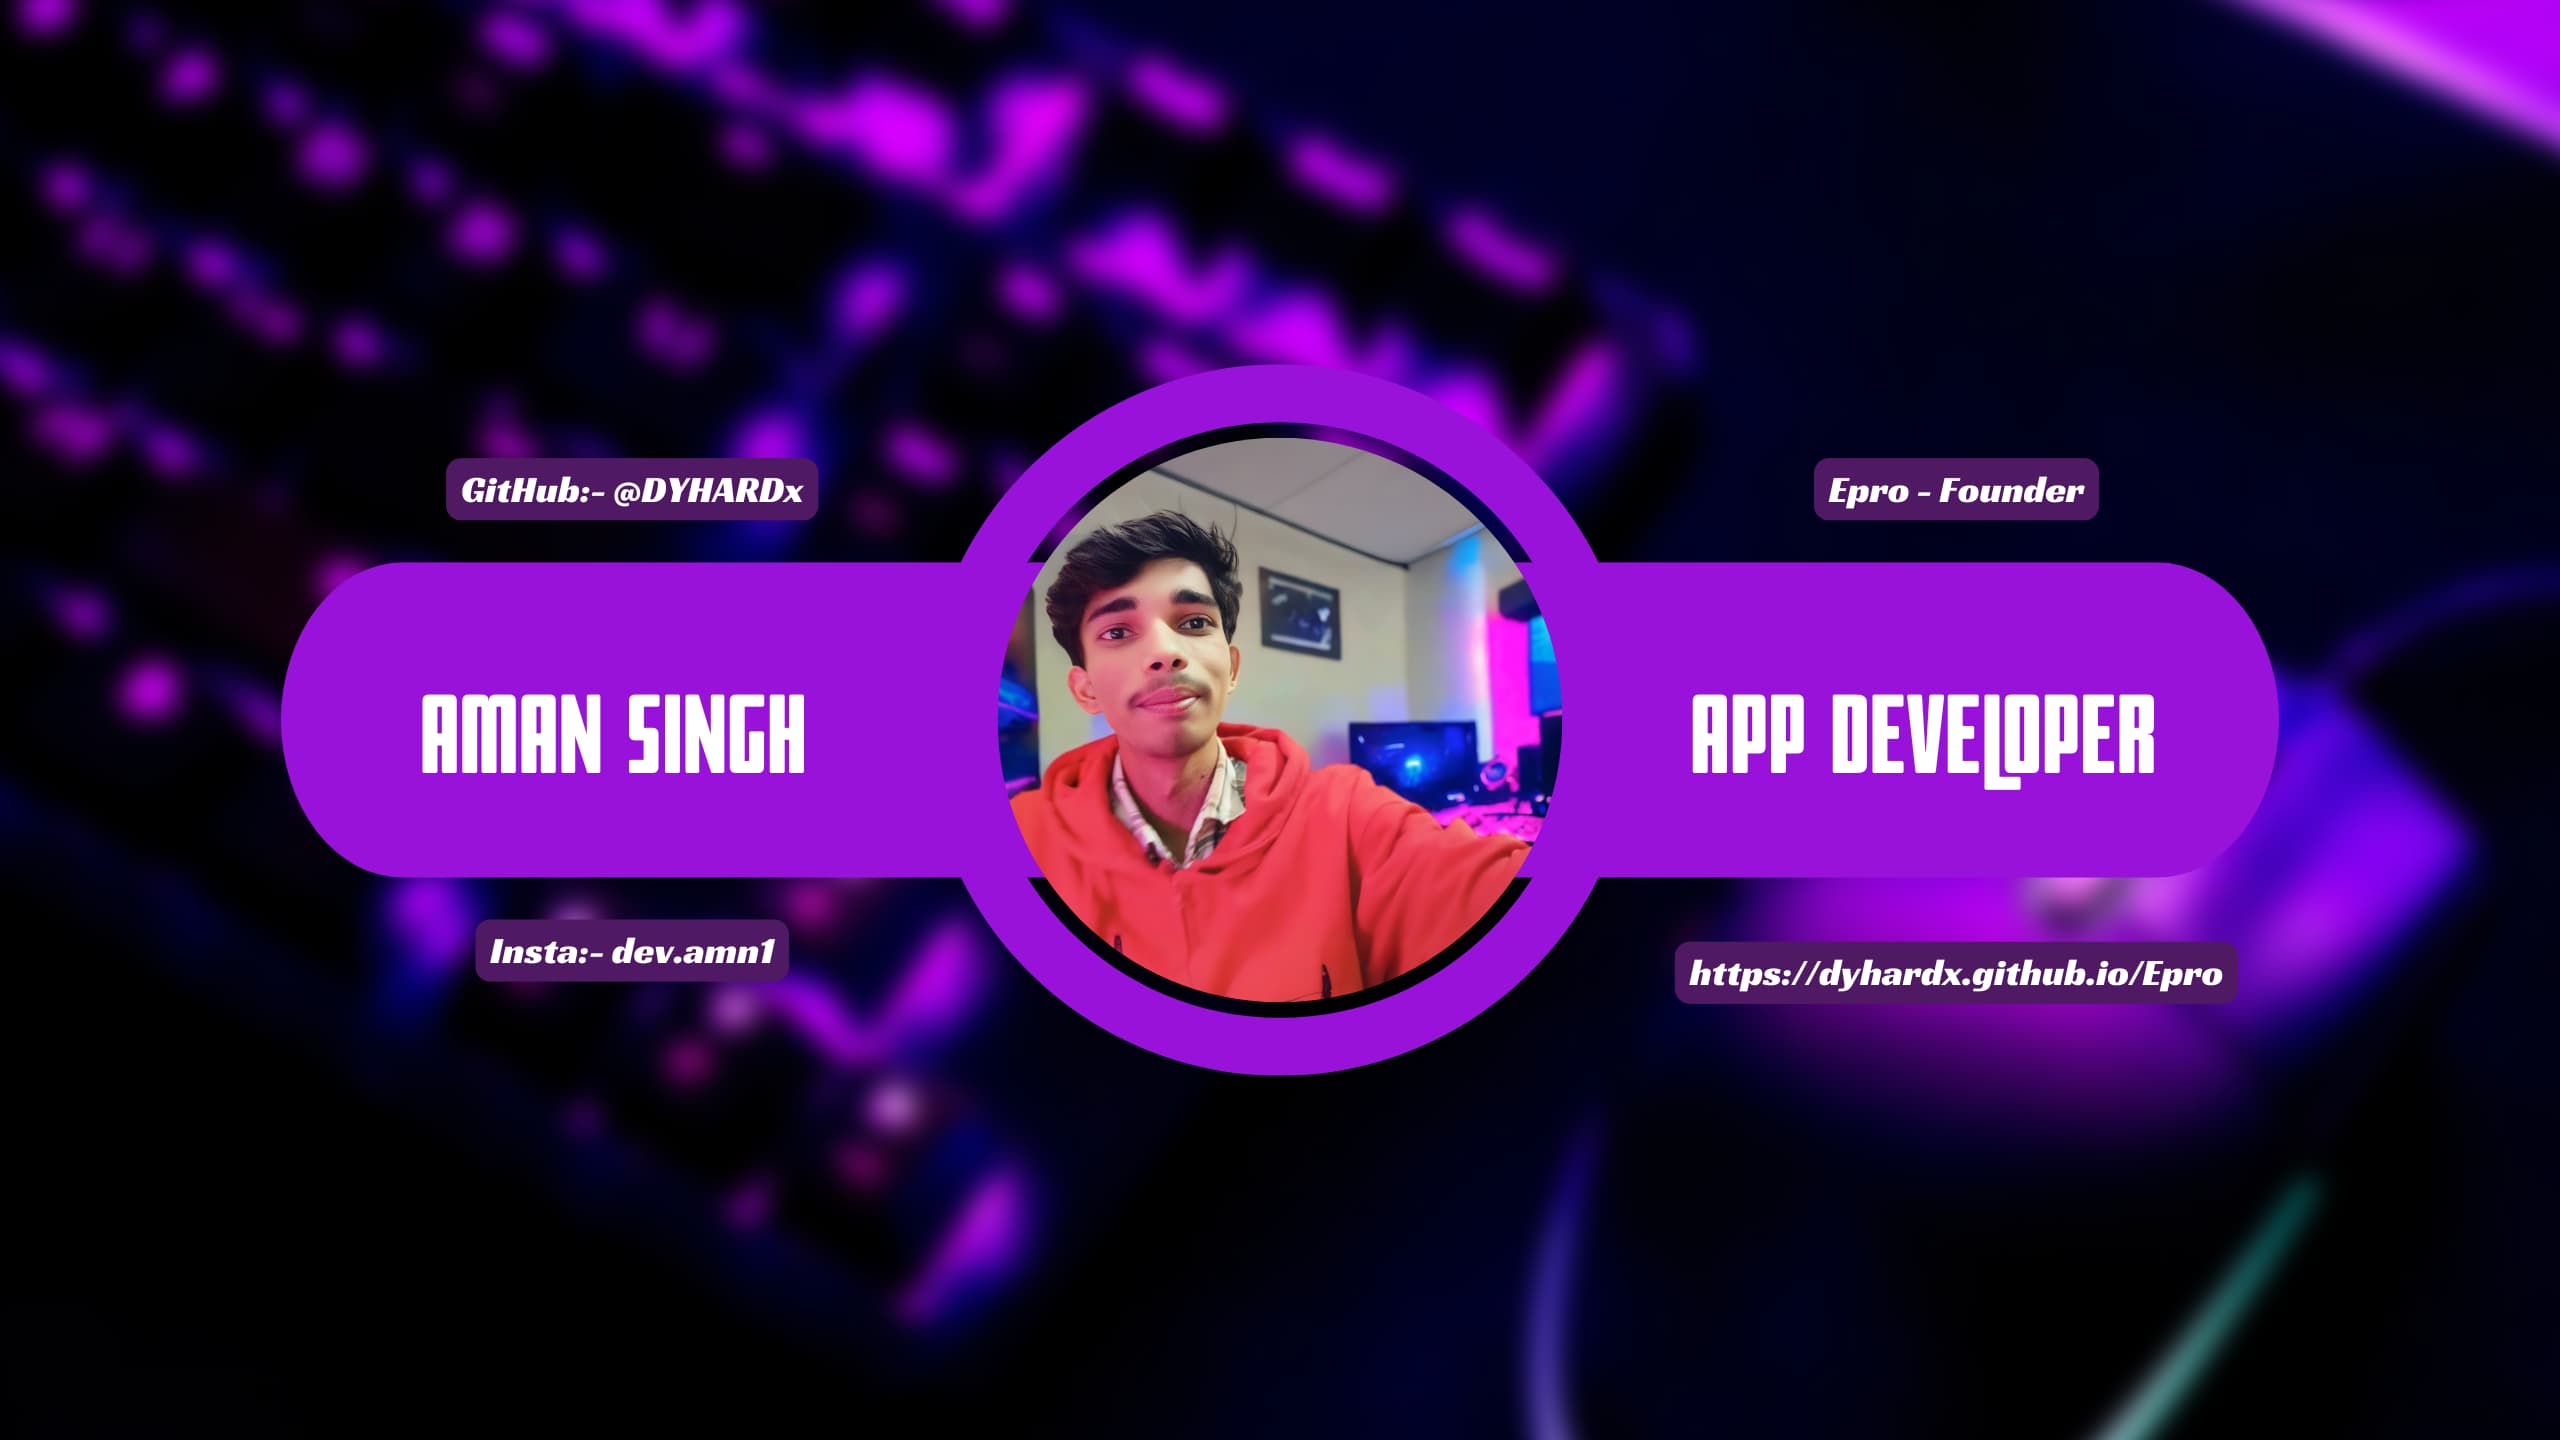 GitHub:- @DYHARDx
Epro - Founder
AMAN SINGH
APP DEVELOPER
Insta:- dev.amn1
https://dyhardx.github.io/Epro